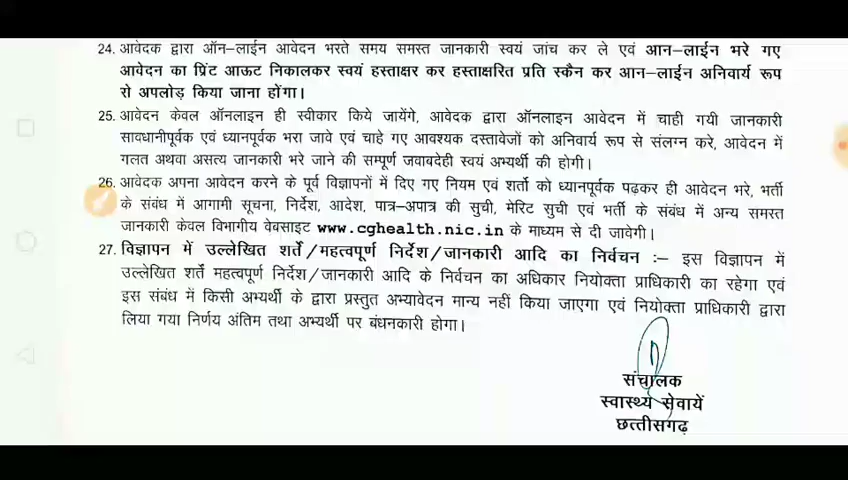 24. आवेदक द्वारा ऑन–लाईन आवेदन भरते समय समस्त जानकारी स्वयं जांच कर ले एवं आन–लाईन भरे गए
आवेदन का प्रिंट आऊट निकालकर स्वयं हस्ताक्षर कर हस्ताक्षरित प्रति स्कैन कर आन–लाईन अनिवार्य रूप
से अपलोड़ किया जाना होंगा।
25. आवेदन केवल ऑनलाइन ही स्वीकार किये जायेंगे, आवेदक द्वारा ऑनलाइन आवेदन में चाही गयी जानकारी
सावधानीपूर्वक एवं ध्यानपूर्वक भरा जावे एवं चाहे गए आवश्यक दस्तावेजों को अनिवार्य रूप से संलग्न करे, आवेदन में
गलत अथवा असत्य जानकारी भरे जाने की सम्पूर्ण जवाबदेही स्वयं अभ्यर्थी की होगी।
26. आवेदक अपना आवेदन करने के पूर्व विज्ञापनों में दिए गए नियम एवं शर्तो को ध्यानपूर्वक पढ़कर ही आवेदन भरे, भर्ती
के संबंध में आगामी सूचना, निर्देश, आदेश, पात्र–अपात्र की सुची, मेरिट सुची एवं भर्ती के संबंध में अन्य समस्त
जानकारी केवल विभागीय वेबसाइट www.cghealth.nic.in के माध्यम से दी जावेगी।
27. विज्ञापन में उल्लेखित शर्ते/महत्वपूर्ण निर्देश/जानकारी आदि का निर्वचन :– इस विज्ञापन में
उल्लेखित शर्तें महत्वपूर्ण निर्देश/जानकारी आदि के निर्वचन का अधिकार नियोक्ता प्राधिकारी का रहेगा एवं
इस संबंध में किसी अभ्यर्थी के द्वारा प्रस्तुत अभ्यावेदन मान्य नहीं किया जाएगा एवं नियोक्ता प्राधिकारी द्वारा
लिया गया निर्णय अंतिम तथा अभ्यर्थी पर बंधनकारी होगा।
संचालक
स्वास्थ्य सेवायें
छत्तीसगढ़